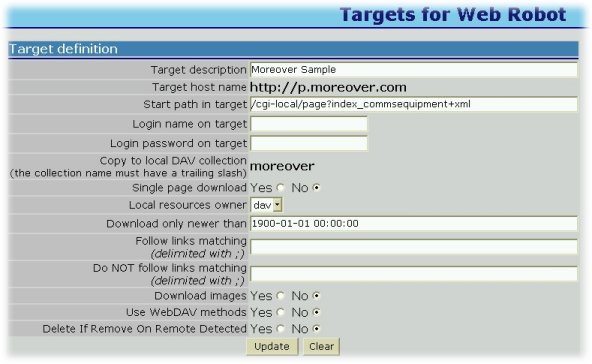 Targets for Web Robot
Target definition
Target description Moreover Sample
Target host name http://p.moreover.com
Start path in target /cgi-local/page?index_commsequipment+xml
Login name on target
Login password on target
Copy to local DAV collection
(the collection name must have a trailing slash) moreover
Single page download Yes No
Local resources owner dav
Download only newer than 1900-01-01 00:00:00
Follow links matching
(delimited with ;)
Do NOT follow links matching
(delimited with ;)
Download images Yes No
Use WebDAV methods Yes No
Delete If Remove On Remote Detected Yes No
Update Clear